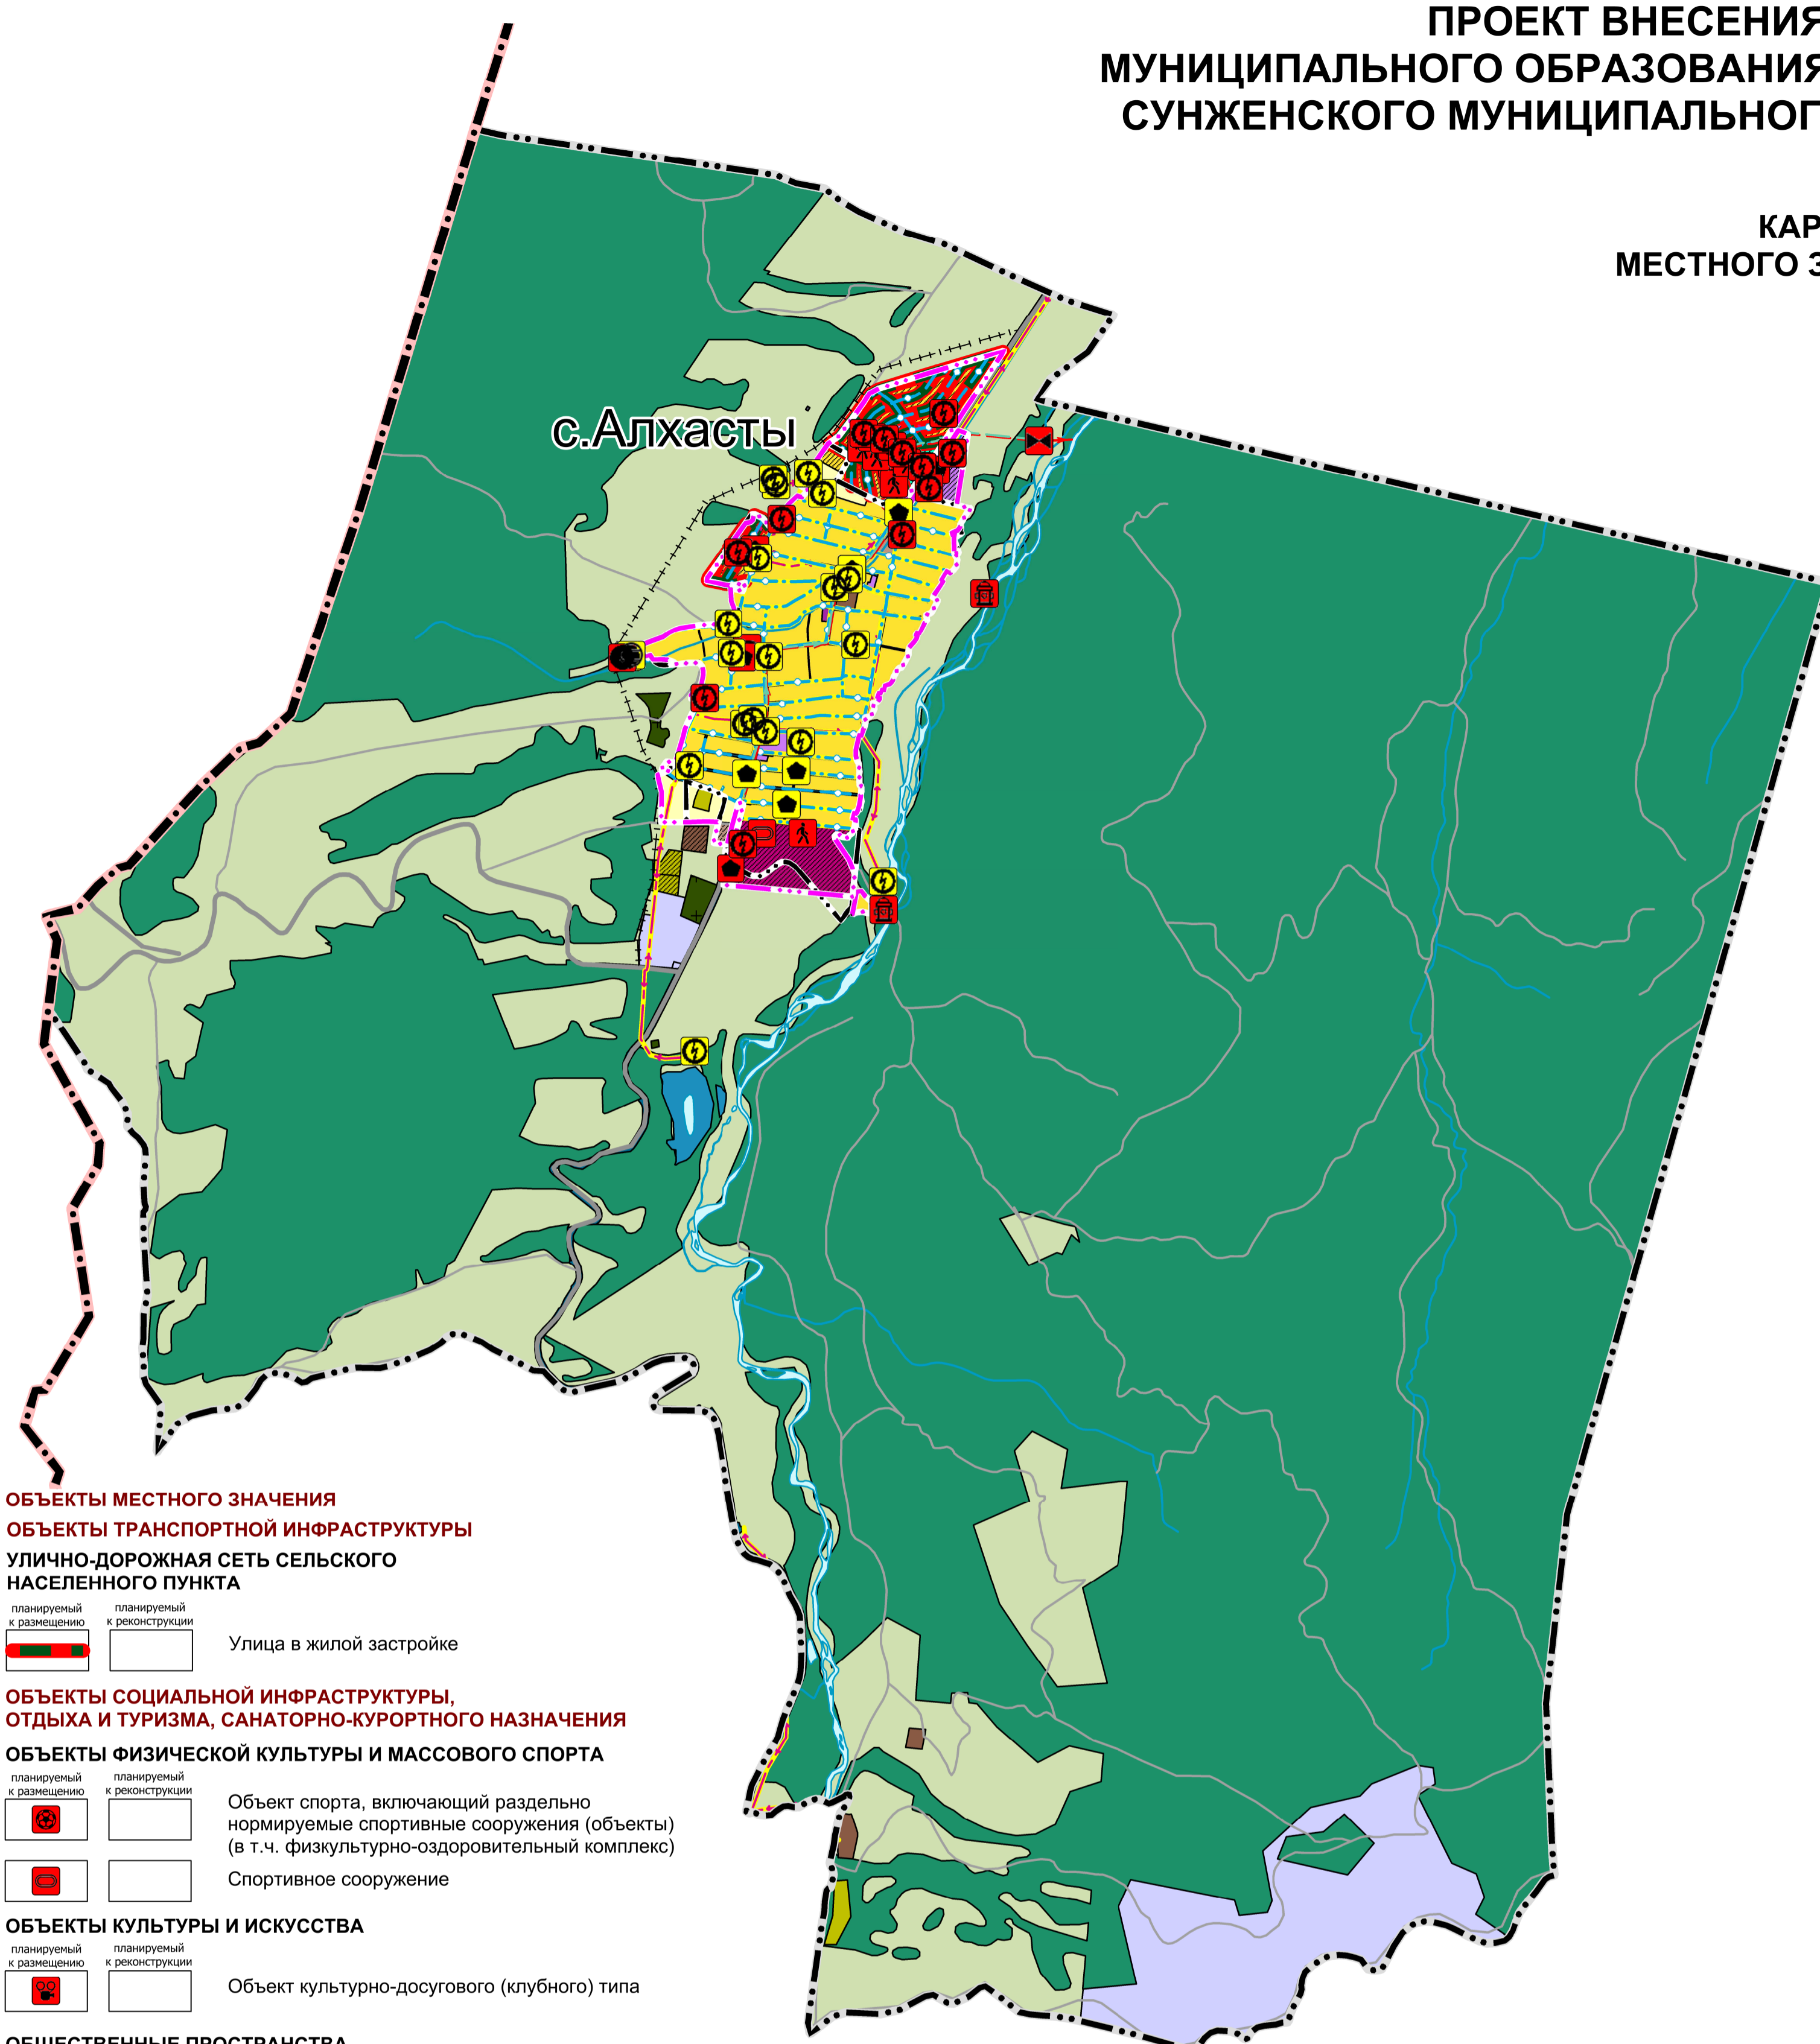 ПРОЕКТ ВНЕСЕНИЯ
МУНИЦИПАЛЬНОГО ОБРАЗОВАНИЯ
СУНЖЕНСКОГО МУНИЦИПАЛЬНОГ
КАР
МЕСТНОГО З
с.Алхасты
ОБЪЕКТЫ МЕСТНОГО ЗНАЧЕНИЯ
ОБЪЕКТЫ ТРАНСПОРТНОЙ ИНФРАСТРУКТУРЫ
УЛИЧНО-ДОРОЖНАЯ СЕТЬ СЕЛЬСКОГО
НАСЕЛЕННОГО ПУНКТА
планируемый планируемый
к размещению к реконструкции
Улица в жилой застройке
ОБЪЕКТЫ СОЦИАЛЬНОЙ ИНФРАСТРУКТУРЫ,
ОТДЫХА И ТУРИЗМА, САНАТОРНО-КУРОРТНОГО НАЗНАЧЕНИЯ
ОБЪЕКТЫ ФИЗИЧЕСКОЙ КУЛЬТУРЫ И МАССОВОГО СПОРТА
планируемый планируемый
к размещению к реконструкции
Объект спорта, включающий раздельно
нормируемые спортивные сооружения (объекты)
(в т.ч. физкультурно-оздоровительный комплекс)
Спортивное сооружение
ОБЪЕКТЫ КУЛЬТУРЫ И ИСКУССТВА
планируемый планируемый
к размещению к реконструкции
Объект культурно-досугового (клубного) типа
ОБЩЕСТВЕННЫЕ ПРОСТРАНСТВА